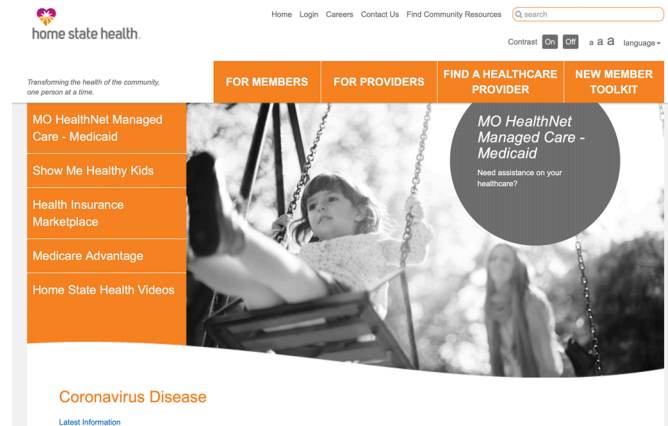 Home Login Careers Contact Us Find Community Resources search
home state health
Contrast On Off a a a language
Transforming the health of the community,
one person at a time.
FOR MEMBERS
FOR PROVIDERS
FIND A HEALTHCARE
PROVIDER
NEW MEMBER
TOOLKIT
MO HealthNet Managed
Care - Medicaid
Show Me Healthy Kids
Health Insurance
Marketplace
Medicare Advantage
Home State Health Videos
MO HealthNet
Managed Care -
Medicaid
Need assistance on your
healthcare?
Coronavirus Disease
Latest Information